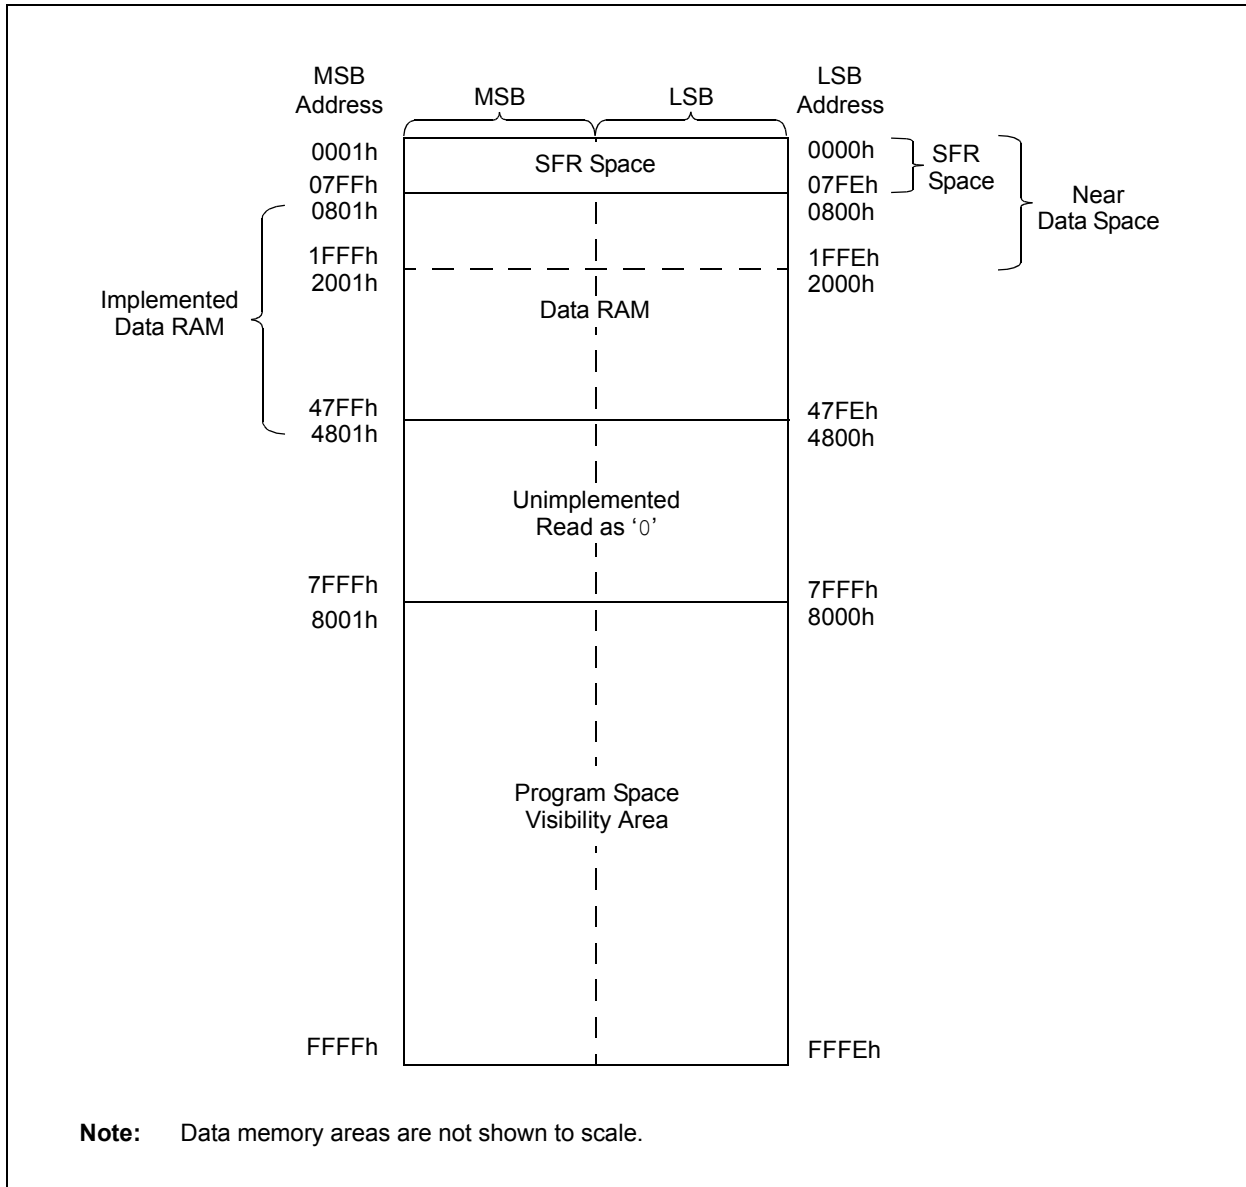 MSB
Address
MSB
LSB
LSB
Address
0001h
SFR Space
0000h
SFR
Space
07FFh
07FEh
0801h
0800h
Near
Data Space
1FFFh
1FFEh
2001h
2000h
Implemented
Data RAM
Data RAM
47FFh
47FEh
4801h
4800h
Unimplemented
Read as ‘0’
7FFFh
7FFFh
8001h
8000h
Program Space
Visibility Area
FFFFh
FFFEh
Note: Data memory areas are not shown to scale.